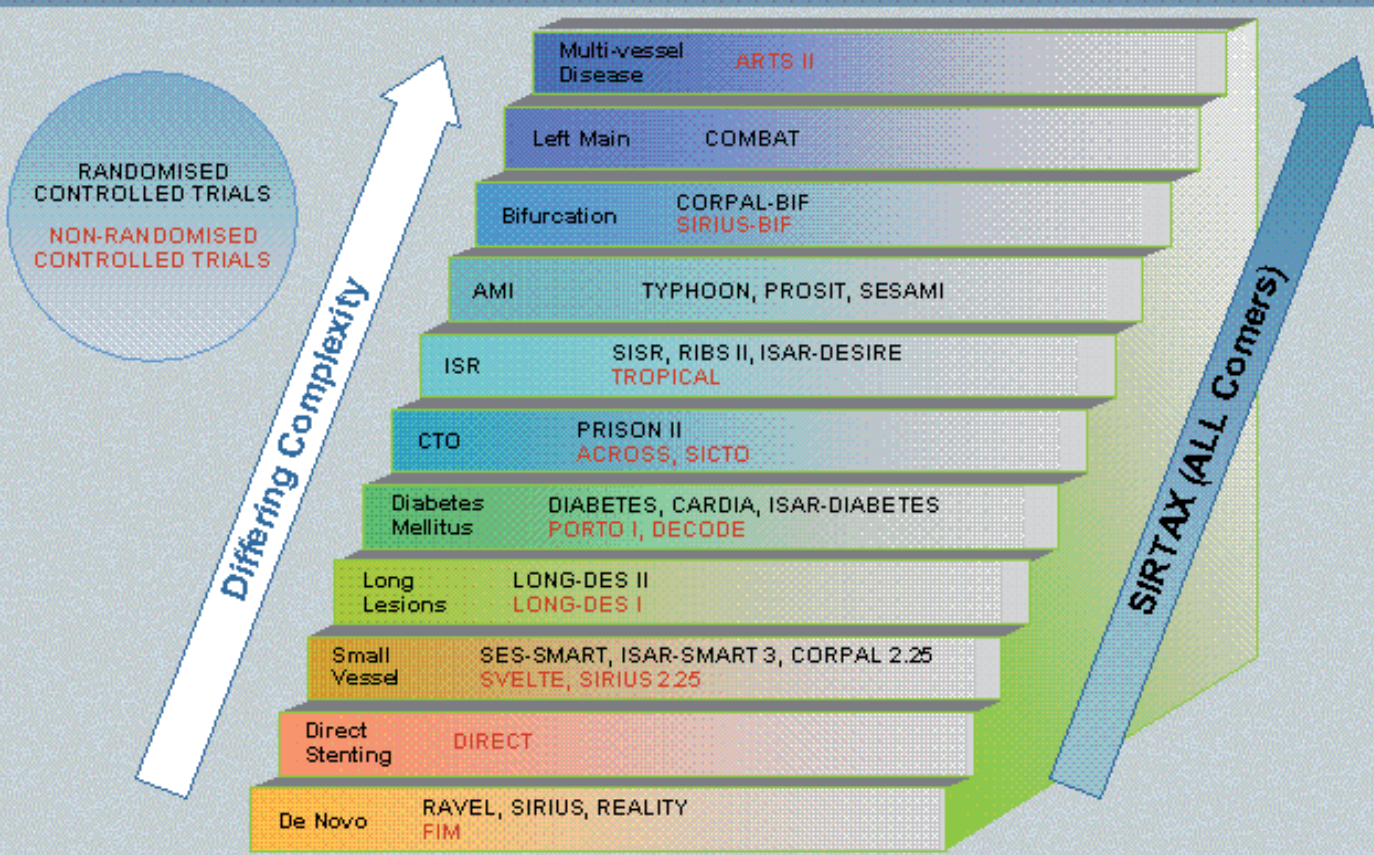 RANDOMISED
CONTROLLED TRIALS
NON-RANDOMISED
CONTROLLED TRIALS
Differing Complexity
Multi-vessel
Disease
ARTS II
Left Main COMBAT
Bifurcation
CORPAL-BIF
SIRIUS-BIF
AMI TYPHOON, PROSIT, SESAMI
ISR
SISR, RIBS II, ISAR-DESIRE
TROPICAL
CTO
PRISON II
ACROSS, SICTO
Diabetes
Mellitus
DIABETES, CARDIA, ISAR-DIABETES
PORTO I, DECODE
Long
Lesions
LONG-DES II
LONG-DES I
Small
Vessel
SES-SMART, ISAR-SMART 3, CORPAL 2.25
SVELTE, SIRIUS 2.25
Direct
Stenting
DIRECT
De Novo
RAVEL, SIRIUS, REALITY
FIM
SIRTAX (ALL Comers)